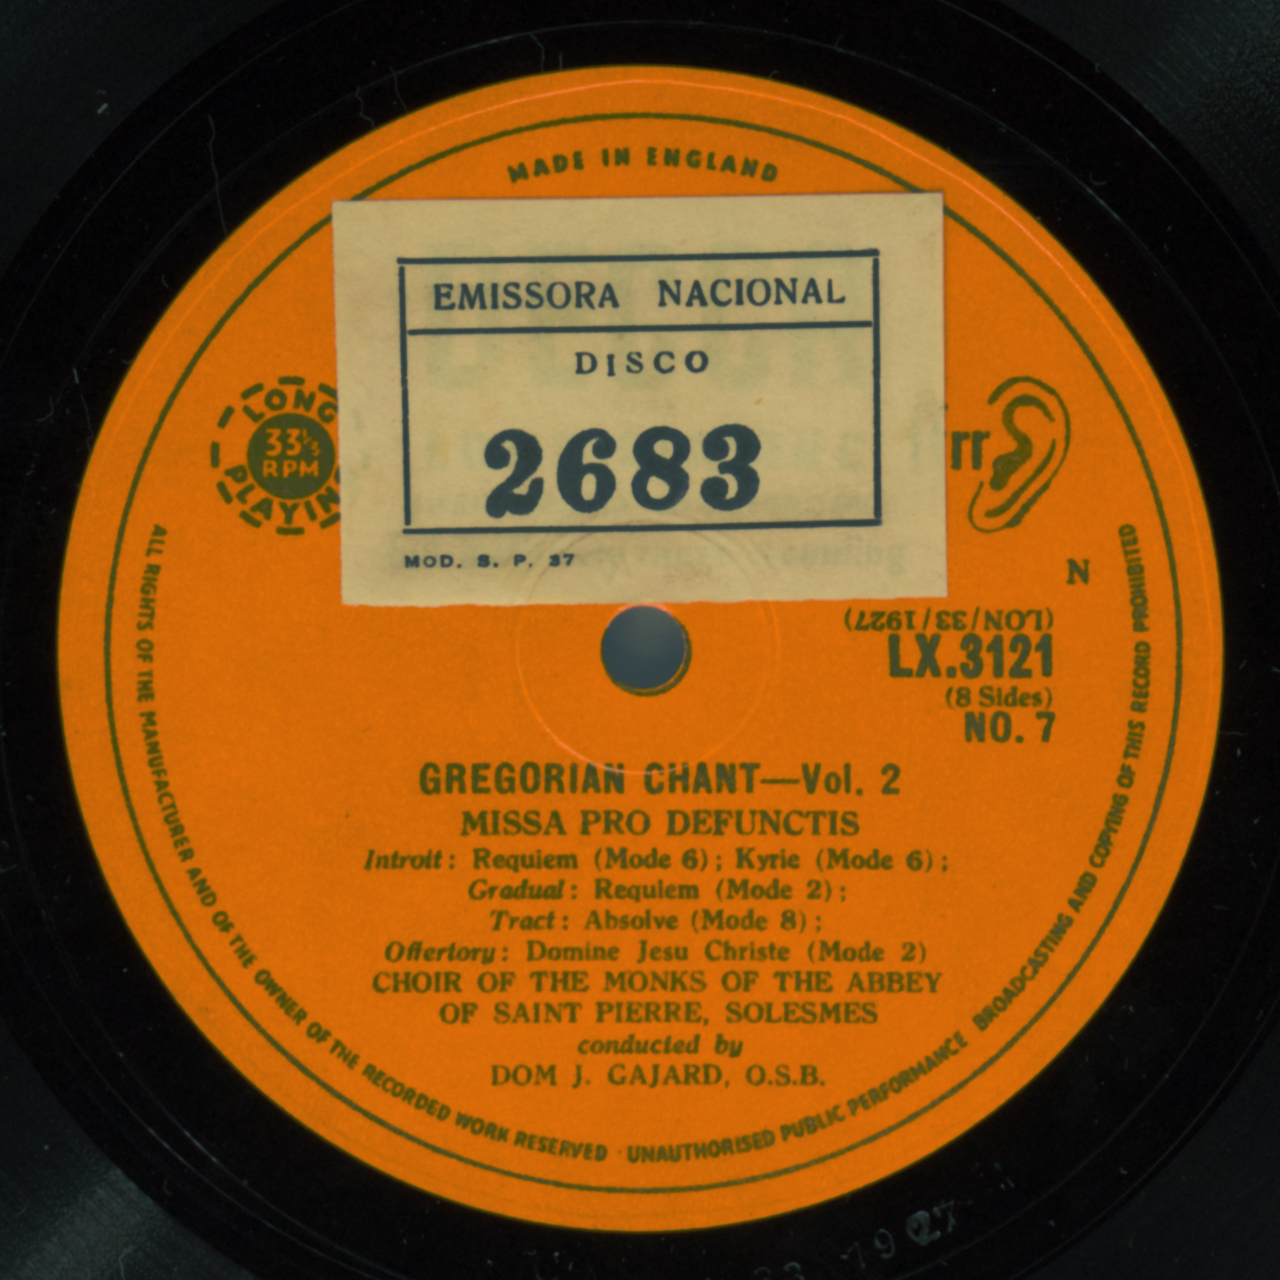 MADE IN ENGLAND
EMISSORA NACIONAL
DISCO
2683
MOD. S. P. 37
LONG
33⅓
RPM
PLAYING
rr
N
(LON/33/1927)
LX.3121
(8 Sides)
NO. 7
GREGORIAN CHANT—Vol. 2
MISSA PRO DEFUNCTIS
Introit: Requiem (Mode 6); Kyrie (Mode 6);
Gradual: Requiem (Mode 2);
Tract: Absolve (Mode 8);
Offertory: Domine Jesu Christe (Mode 2)
CHOIR OF THE MONKS OF THE ABBEY
OF SAINT PIERRE, SOLESMES
conducted by
DOM J. GAJARD, O.S.B.
ALL RIGHTS OF THE MANUFACTURER AND OF THE OWNER OF THE RECORDED WORK RESERVED · UNAUTHORISED PUBLIC PERFORMANCE BROADCASTING AND COPYING OF THIS RECORD PROHIBITED
1927